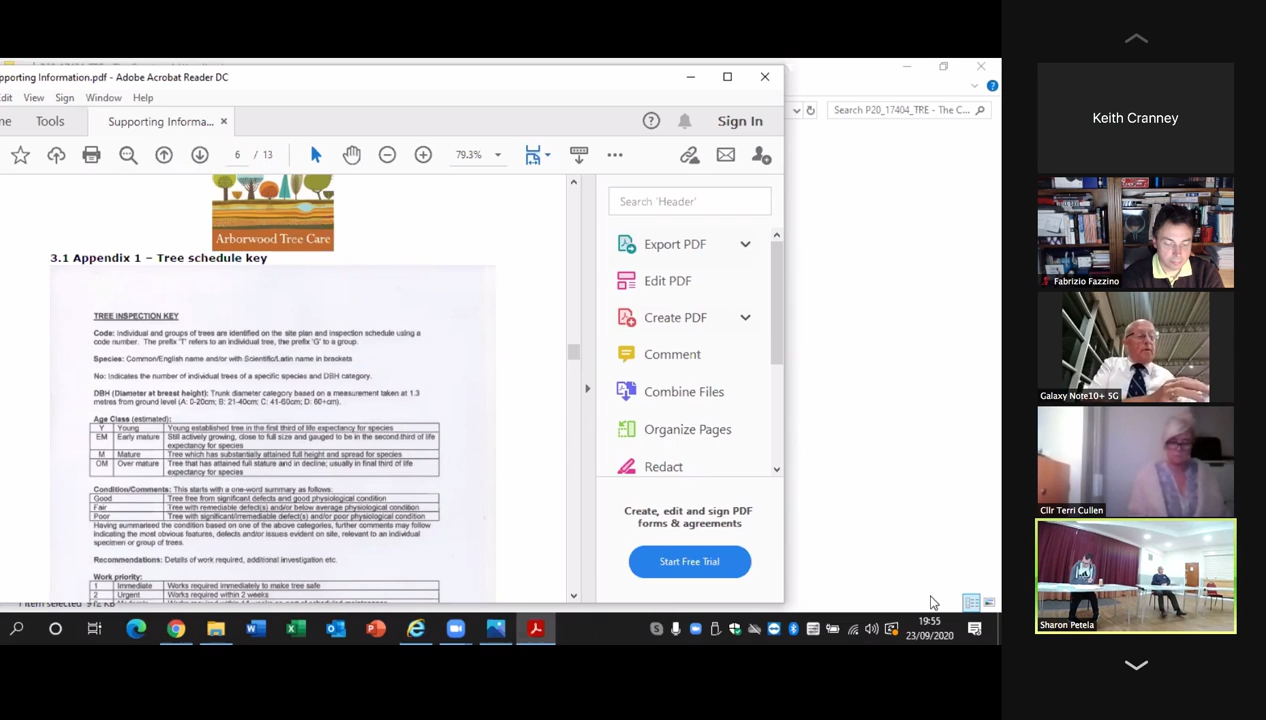 pporting Information.pdf - Adobe Acrobat Reader DC
dit View Sign Window Help
me Tools Supporting Informa... ×
Sign In
6 / 13 79.3%
Search P20_17404_TRE - The C...
Arborwood Tree Care
3.1 Appendix 1 – Tree schedule key
TREE INSPECTION KEY
Code: Individual and groups of trees are identified on the site plan and inspection schedule using a
code number. The prefix 'T' refers to an individual tree, the prefix 'G' to a group.
Species: Common/English name and/or with Scientific/Latin name in brackets
No: Indicates the number of individual trees of a specific species and DBH category.
DBH (Diameter at breast height): Trunk diameter category based on a measurement taken at 1.3
metres from ground level (A: 0-20cm; B: 21-40cm; C: 41-60cm; D: 60+cm).
Age Class (estimated):
Y Young Young established tree in the first third of life expectancy for species
EM Early mature Still actively growing, close to full size and gauged to be in the second third of life
expectancy for species
M Mature Tree which has substantially attained full height and spread for species
OM Over mature Tree that has attained full stature and in decline; usually in final third of life
expectancy for species
Condition/Comments: This starts with a one-word summary as follows:
Good Tree free from significant defects and good physiological condition
Fair Tree with remediable defect(s) and/or below average physiological condition
Poor Tree with significant/irremediable defect(s) and/or poor physiological condition
Having summarised the condition based on one of the above categories, further comments may follow
indicating the most obvious features, defects and/or issues evident on site, relevant to an individual
specimen or group of trees.
Recommendations: Details of work required, additional investigation etc.
Work priority:
1 Immediate Works required immediately to make tree safe
2 Urgent Works required within 2 weeks
Search 'Header'
Export PDF
Edit PDF
Create PDF
Comment
Combine Files
Organize Pages
Redact
Create, edit and sign PDF
forms & agreements
Start Free Trial
1 item selected 912 KB
19:55
23/09/2020
Keith Cranney
Fabrizio Fazzino
Galaxy Note10+ 5G
Cllr Terri Cullen
Sharon Petela